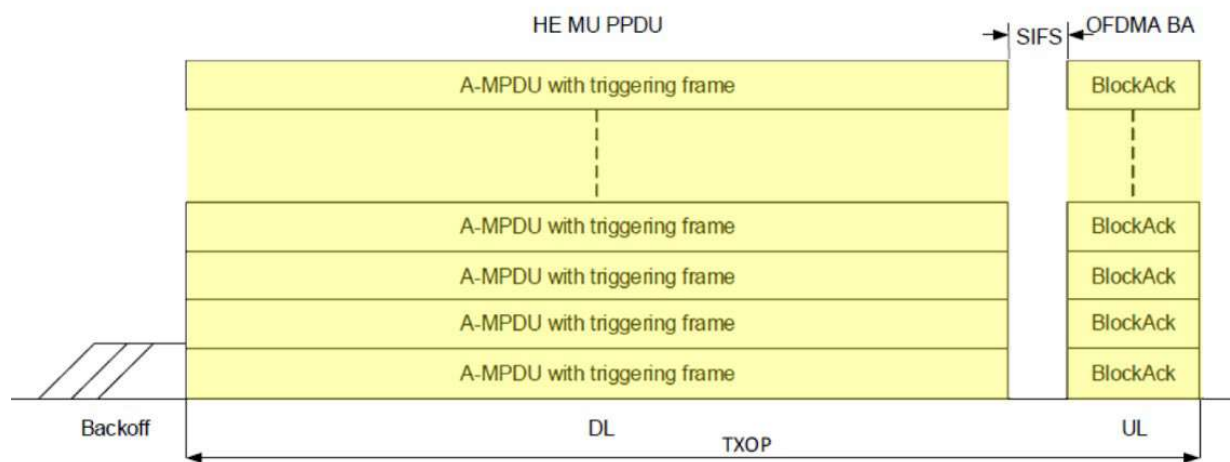 HE MU PPDU SIFS OFDMA BA
A-MPDU with triggering frame BlockAck
A-MPDU with triggering frame BlockAck
A-MPDU with triggering frame BlockAck
A-MPDU with triggering frame BlockAck
A-MPDU with triggering frame BlockAck
Backoff DL UL
TXOP